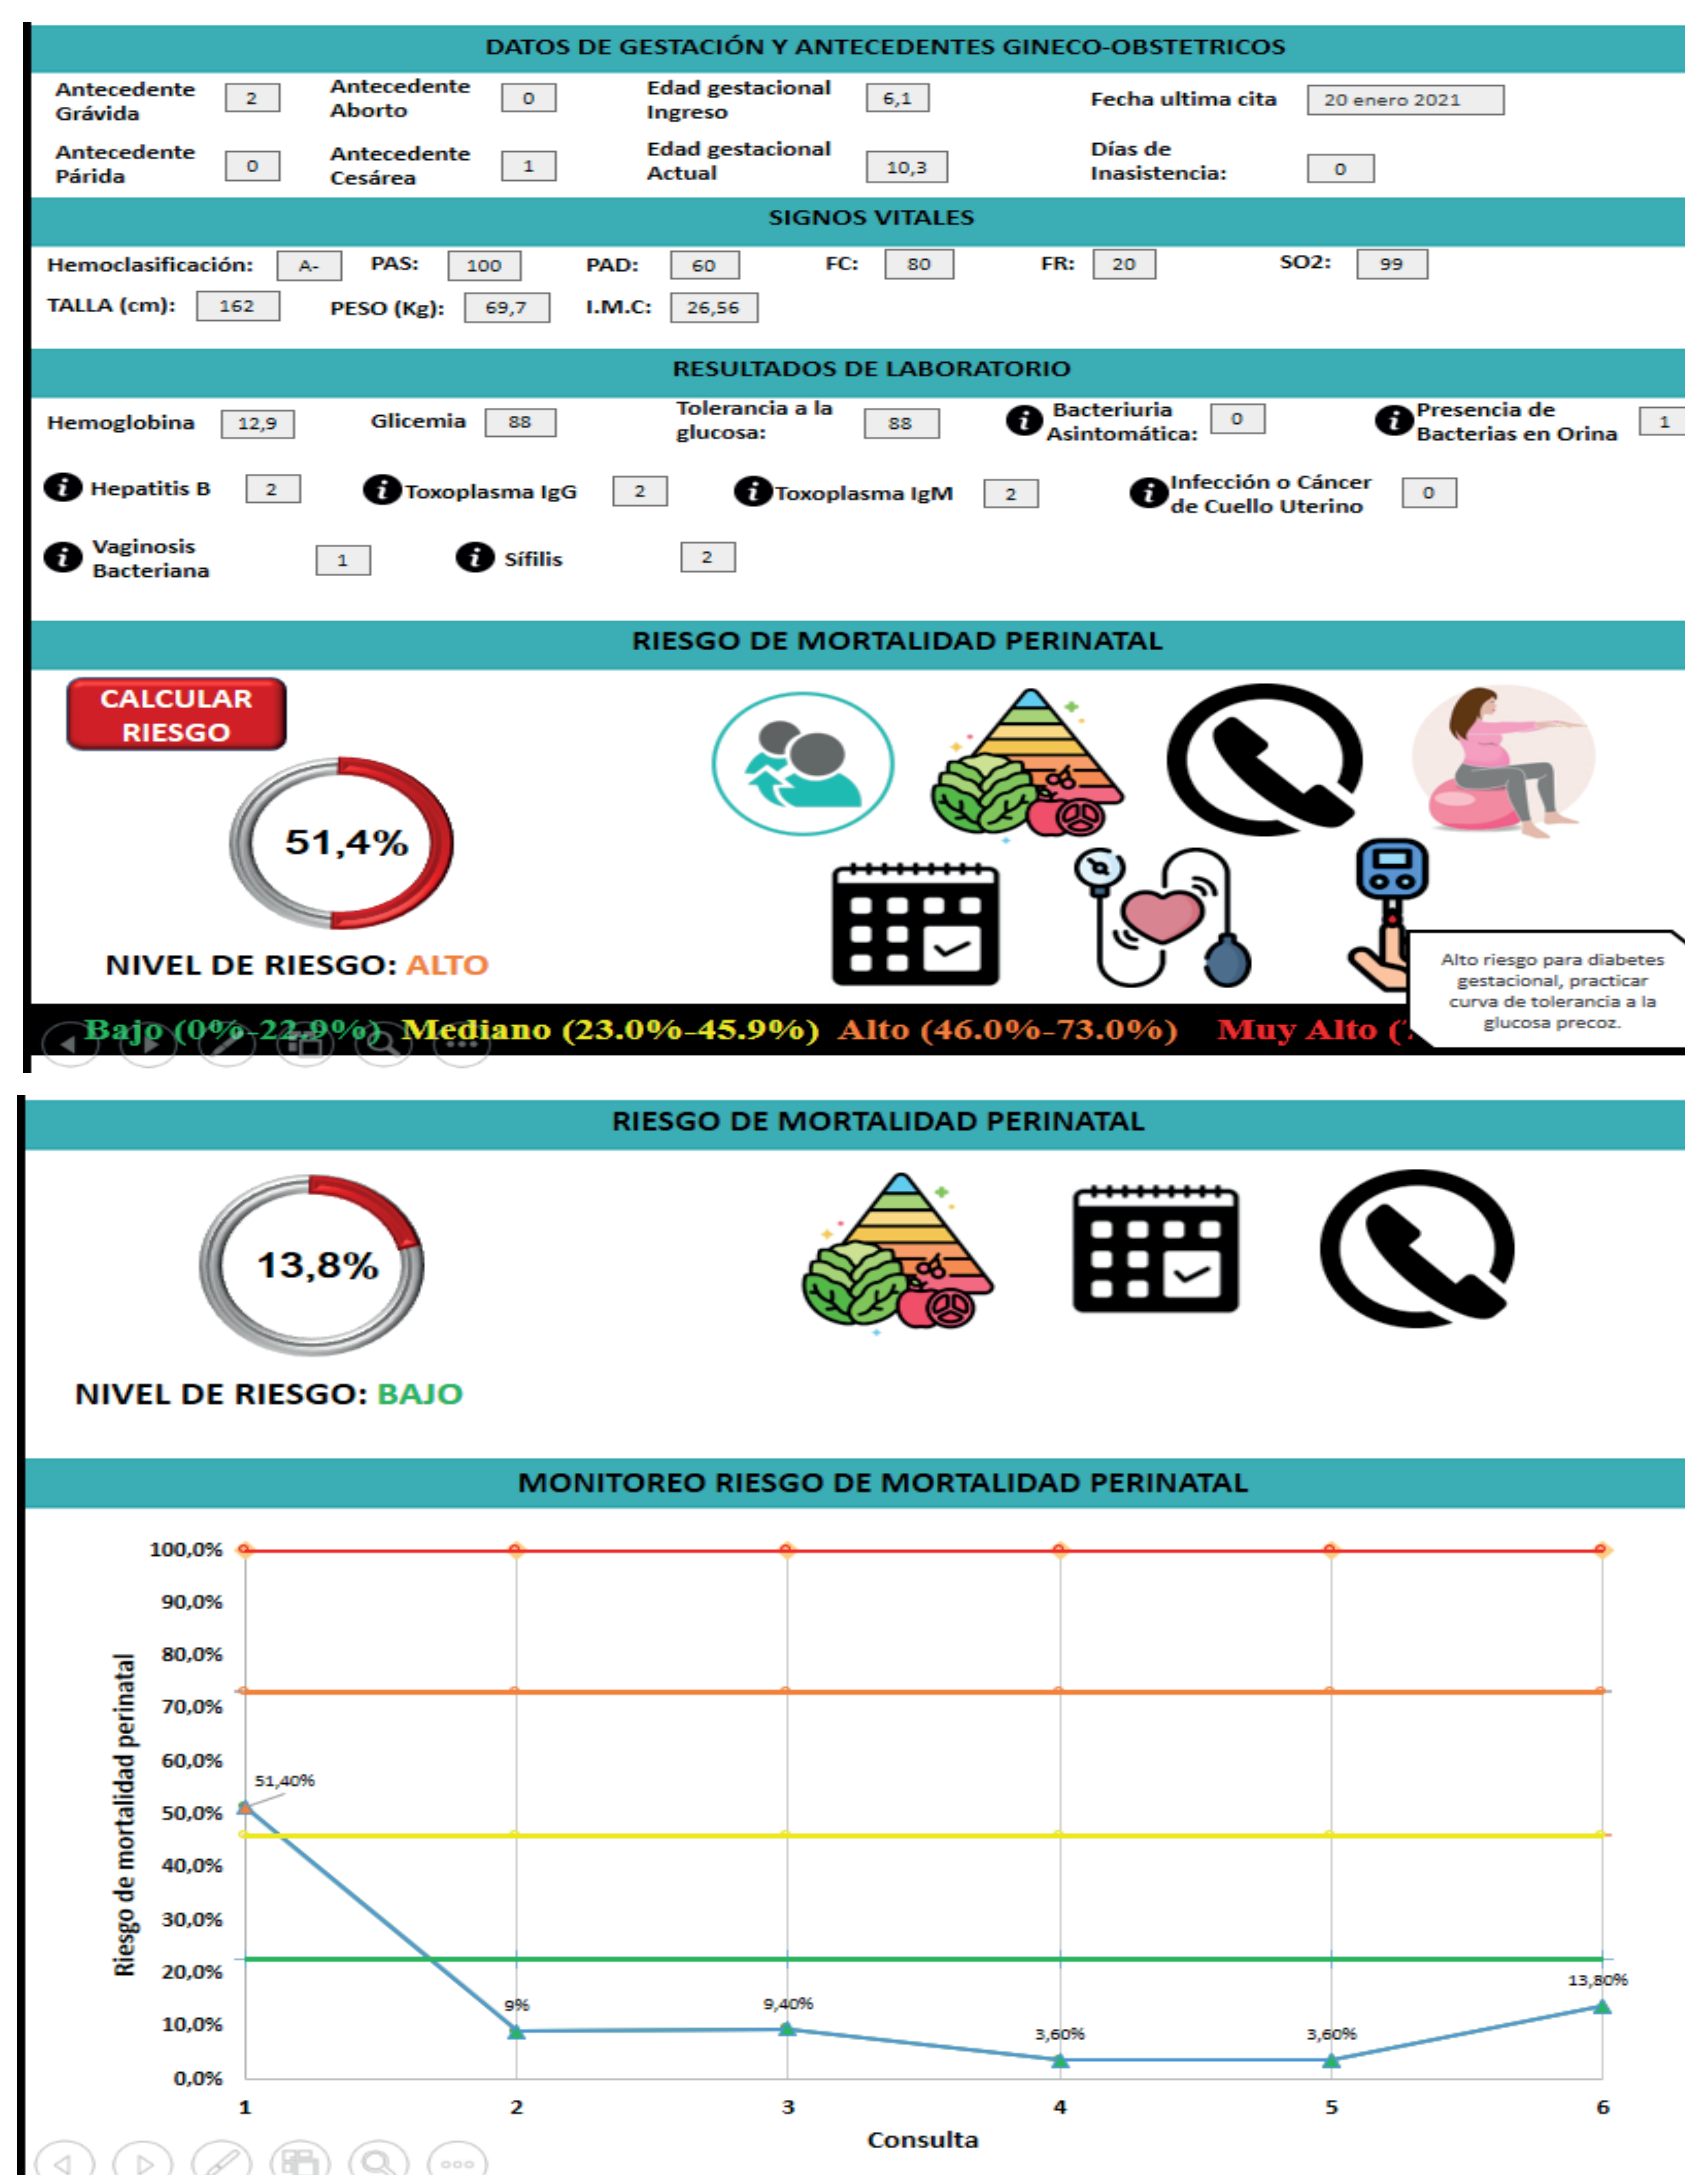 DATOS DE GESTACIÓN Y ANTECEDENTES GINECO-OBSTETRICOS
Antecedente Grávida 2 Antecedente Aborto 0 Edad gestacional Ingreso 6,1 Fecha ultima cita 20 enero 2021
Antecedente Párida 0 Antecedente Cesárea 1 Edad gestacional Actual 10,3 Días de Inasistencia: 0
SIGNOS VITALES
Hemoclasificación: A- PAS: 100 PAD: 60 FC: 80 FR: 20 SO2: 99
TALLA (cm): 162 PESO (Kg): 69,7 I.M.C: 26,56
RESULTADOS DE LABORATORIO
Hemoglobina 12,9 Glicemia 88 Tolerancia a la glucosa: 88 i Bacteriuria Asintomática: 0 i Presencia de Bacterias en Orina 1
i Hepatitis B 2 i Toxoplasma IgG 2 i Toxoplasma IgM 2 i Infección o Cáncer de Cuello Uterino 0
i Vaginosis Bacteriana 1 i Sífilis 2
RIESGO DE MORTALIDAD PERINATAL
CALCULAR
RIESGO
51,4%
NIVEL DE RIESGO: ALTO
Alto riesgo para diabetes
gestacional, practicar
curva de tolerancia a la
glucosa precoz.
Bajo (0%-22.9%) Mediano (23.0%-45.9%) Alto (46.0%-73.0%) Muy Alto (
RIESGO DE MORTALIDAD PERINATAL
13,8%
NIVEL DE RIESGO: BAJO
MONITOREO RIESGO DE MORTALIDAD PERINATAL
Riesgo de mortalidad perinatal
100,0%
90,0%
80,0%
70,0%
60,0%
50,0%
40,0%
30,0%
20,0%
10,0%
0,0%
51,40%
9%
9,40%
3,60%
3,60%
13,80%
1 2 3 4 5 6
Consulta